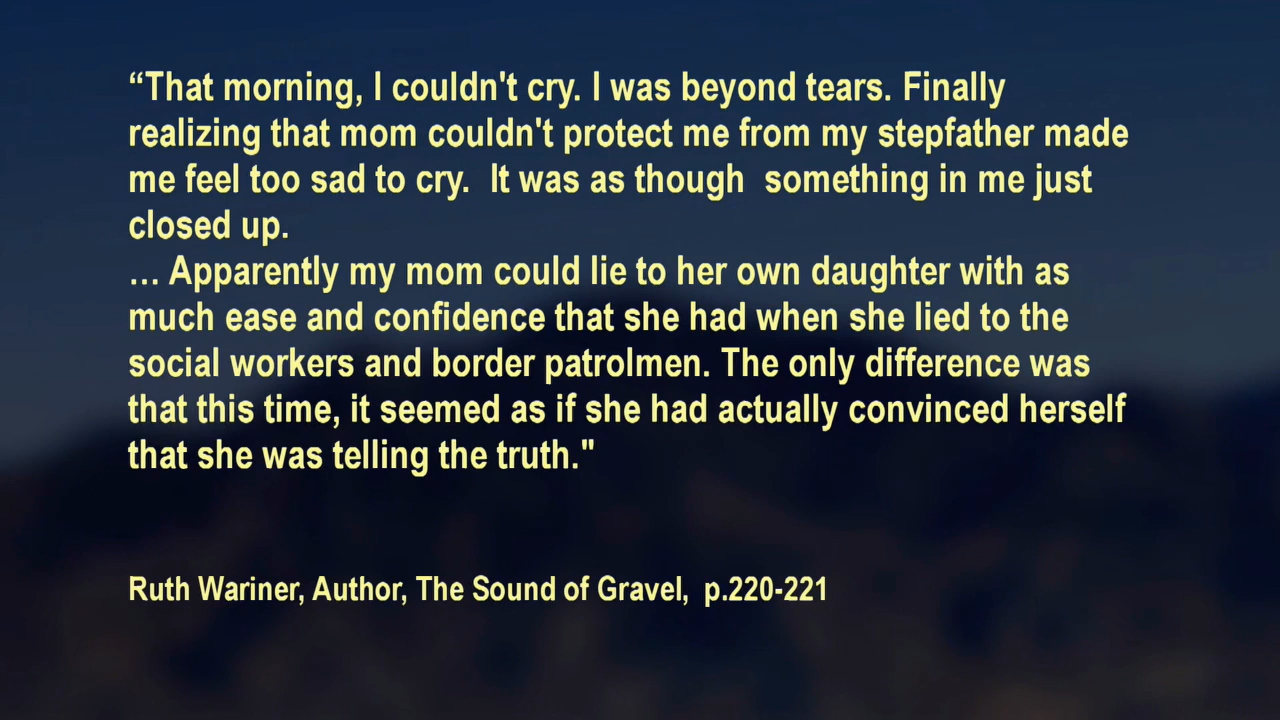 “That morning, I couldn't cry. I was beyond tears. Finally
realizing that mom couldn't protect me from my stepfather made
me feel too sad to cry.  It was as though  something in me just
closed up.
... Apparently my mom could lie to her own daughter with as
much ease and confidence that she had when she lied to the
social workers and border patrolmen. The only difference was
that this time, it seemed as if she had actually convinced herself
that she was telling the truth."
Ruth Wariner, Author, The Sound of Gravel,  p.220-221